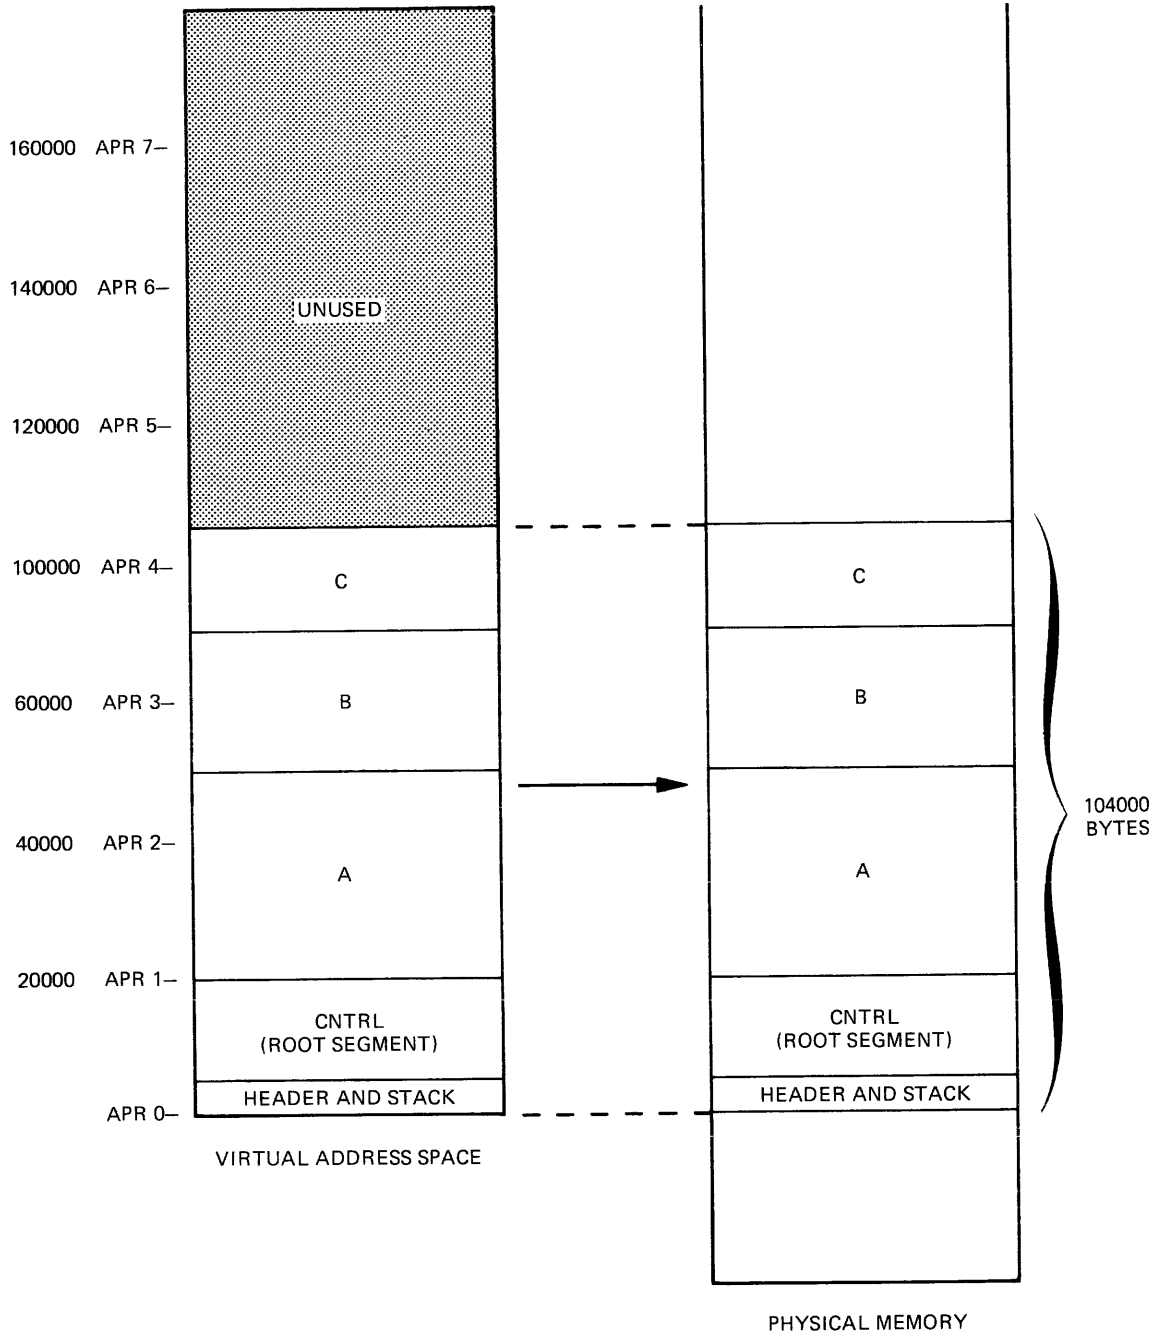 160000 APR 7–
140000 APR 6–
UNUSED
120000 APR 5–
100000 APR 4–
C
C
60000 APR 3–
B
B
104000
BYTES
40000 APR 2–
A
A
20000 APR 1–
CNTRL
(ROOT SEGMENT)
CNTRL
(ROOT SEGMENT)
HEADER AND STACK
HEADER AND STACK
APR 0–
VIRTUAL ADDRESS SPACE
PHYSICAL MEMORY